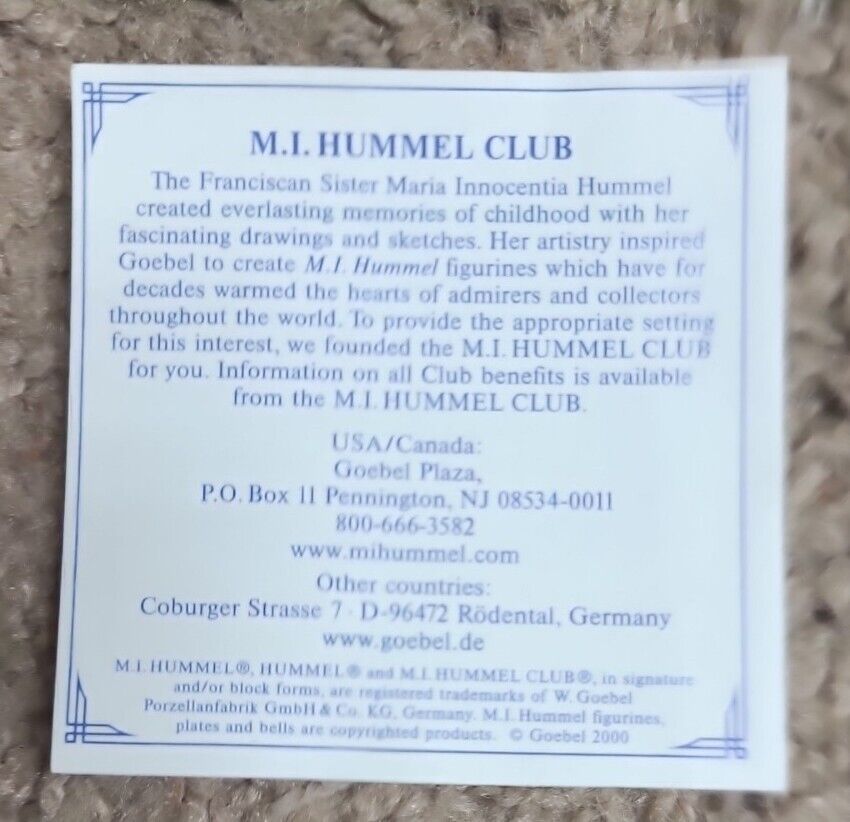 M.I. HUMMEL CLUB
The Franciscan Sister Maria Innocentia Hummel
created everlasting memories of childhood with her
fascinating drawings and sketches. Her artistry inspired
Goebel to create M.I. Hummel figurines which have for
decades warmed the hearts of admirers and collectors
throughout the world. To provide the appropriate setting
for this interest, we founded the M.I. HUMMEL CLUB
for you. Information on all Club benefits is available
from the M.I. HUMMEL CLUB.
USA/Canada:
Goebel Plaza,
P.O. Box 11 Pennington, NJ 08534-0011
800-666-3582
www.mihummel.com
Other countries:
Coburger Strasse 7 · D-96472 Rödental, Germany
www.goebel.de
M.I. HUMMEL®, HUMMEL® and M.I. HUMMEL CLUB®, in signature
and/or block forms, are registered trademarks of W. Goebel
Porzellanfabrik GmbH & Co. KG, Germany. M.I. Hummel figurines,
plates and bells are copyrighted products. © Goebel 2000